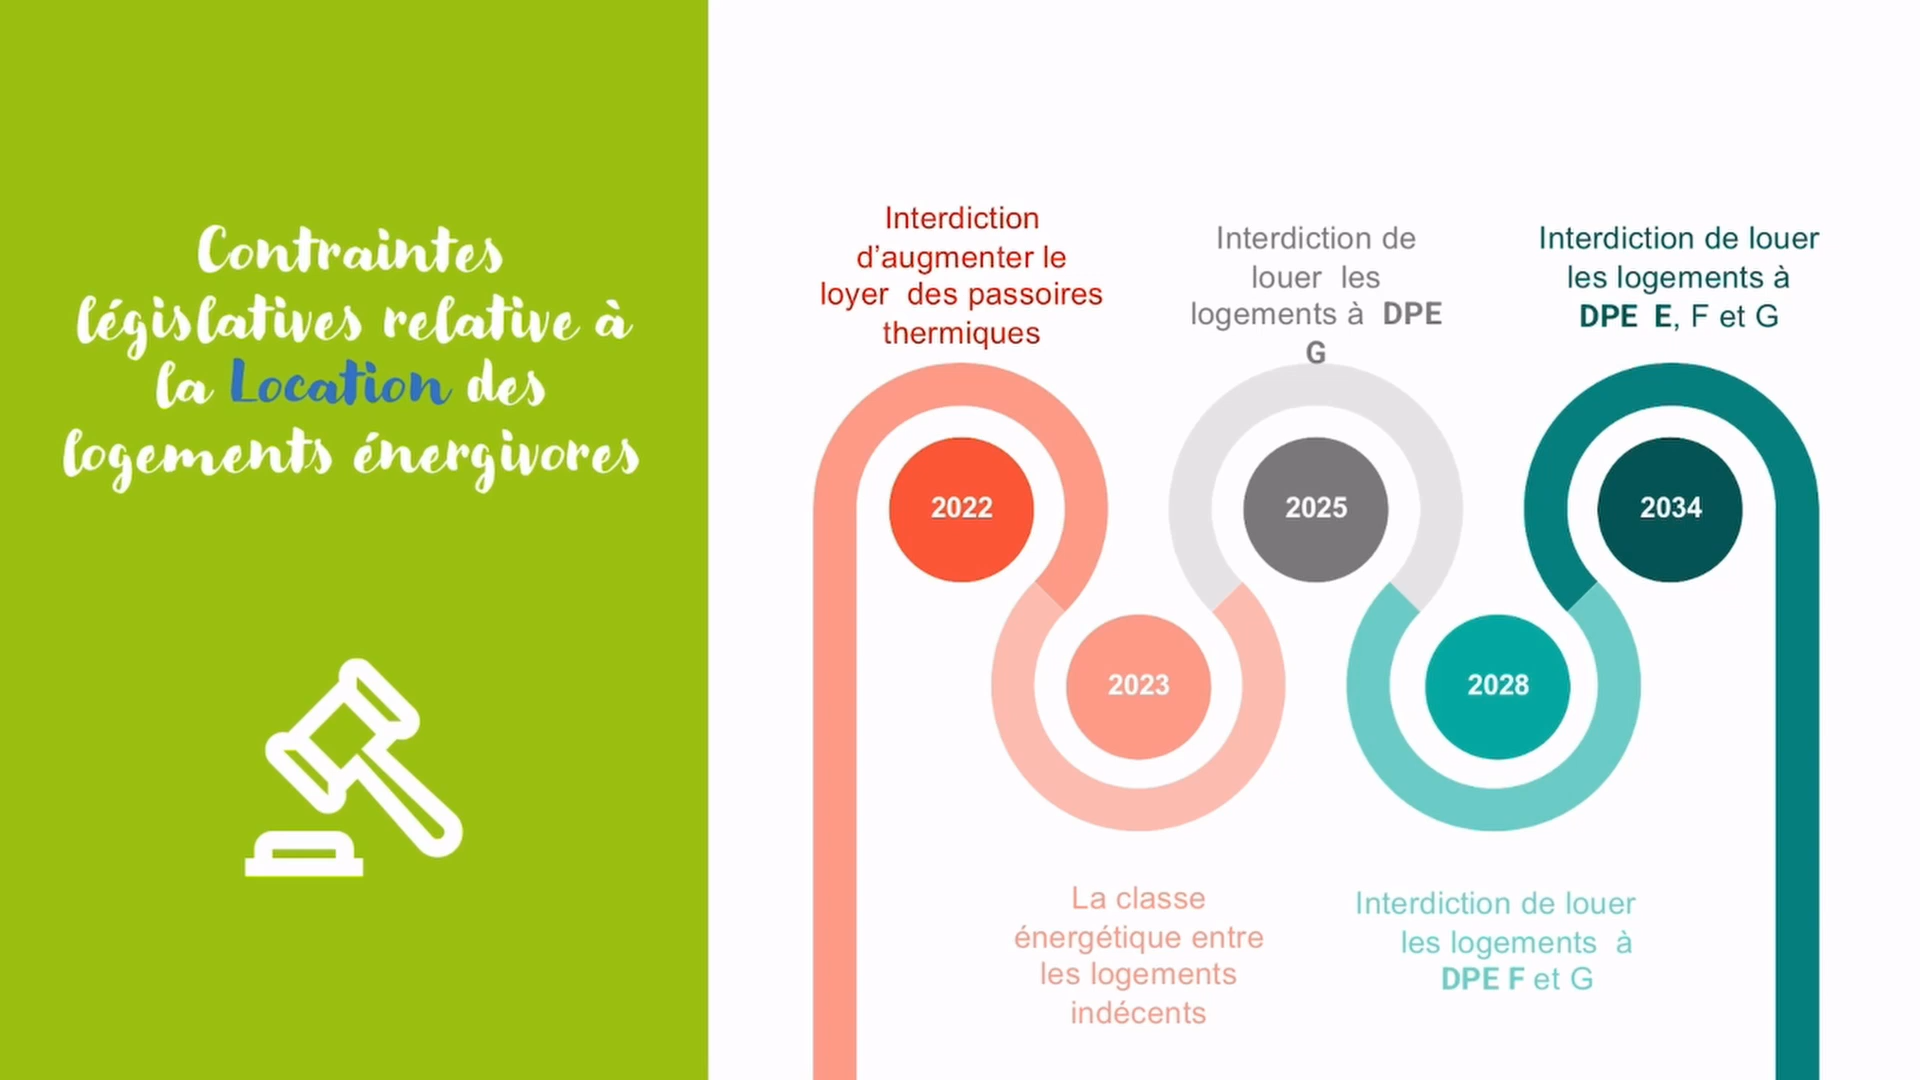 Contraintes
législatives relative à
la Location des
logements énergivores
Interdiction
d’augmenter le
loyer des passoires
thermiques
2022
La classe
énergétique entre
les logements
indécents
2023
Interdiction de
louer les
logements à DPE
G
2025
Interdiction de louer
les logements à
DPE F et G
2028
Interdiction de louer
les logements à
DPE E, F et G
2034